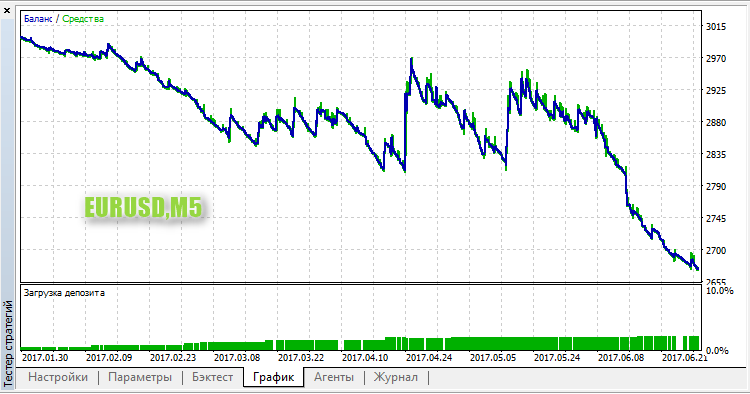 Баланс / Средства
3015
2970
2925
2880
2835
2790
2745
2700
2655
EURUSD,M5
Загрузка депозита
10.0%
0.0%
2017.01.30 2017.02.09 2017.02.23 2017.03.08 2017.03.22 2017.04.10 2017.04.24 2017.05.05 2017.05.24 2017.06.08 2017.06.21
Тестер стратегий
Настройки Параметры Бэктест График Агенты Журнал